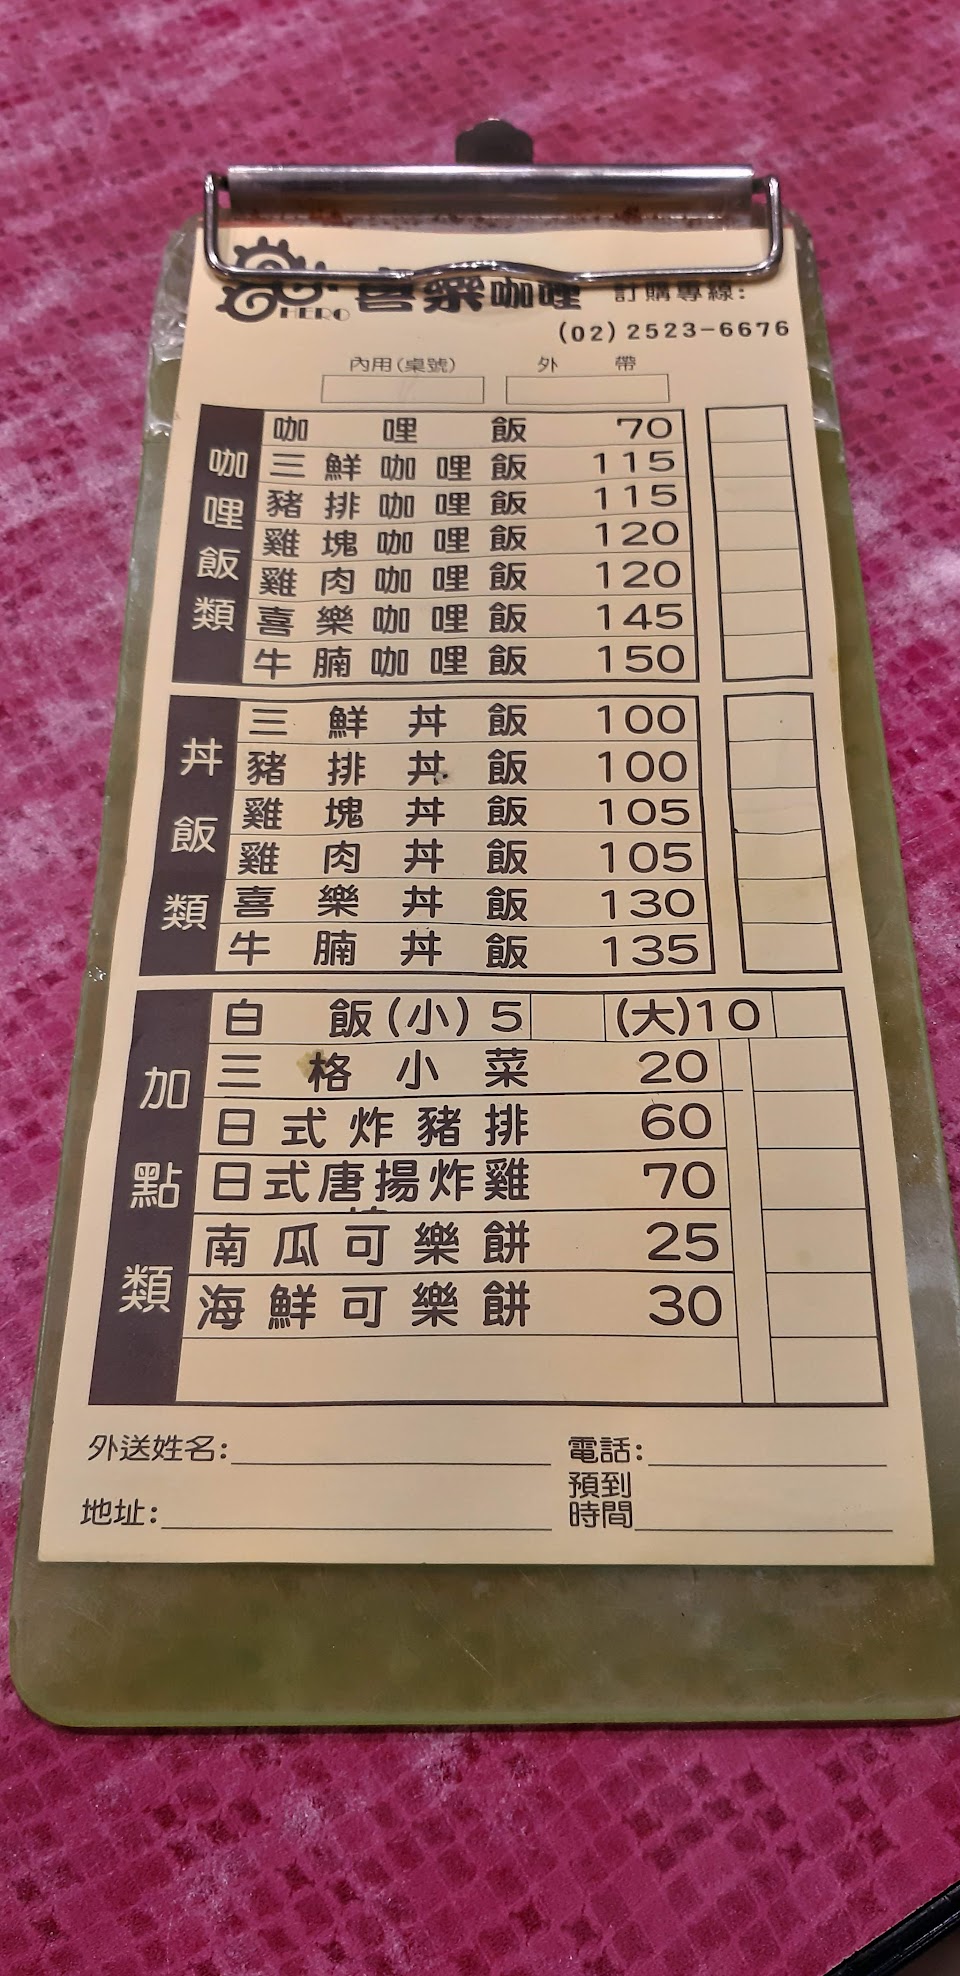 HERO 喜樂咖哩 訂購專線:
(02)2523-6676
內用(桌號) 外帶
咖哩飯類
咖哩飯 70
三鮮咖哩飯 115
豬排咖哩飯 115
雞塊咖哩飯 120
雞肉咖哩飯 120
喜樂咖哩飯 145
牛腩咖哩飯 150
丼飯類
三鮮丼飯 100
豬排丼飯 100
雞塊丼飯 105
雞肉丼飯 105
喜樂丼飯 130
牛腩丼飯 135
加點類
白飯(小)5 (大)10
三格小菜 20
日式炸豬排 60
日式唐揚炸雞 70
南瓜可樂餅 25
海鮮可樂餅 30
外送姓名: 電話:
地址: 預到時間